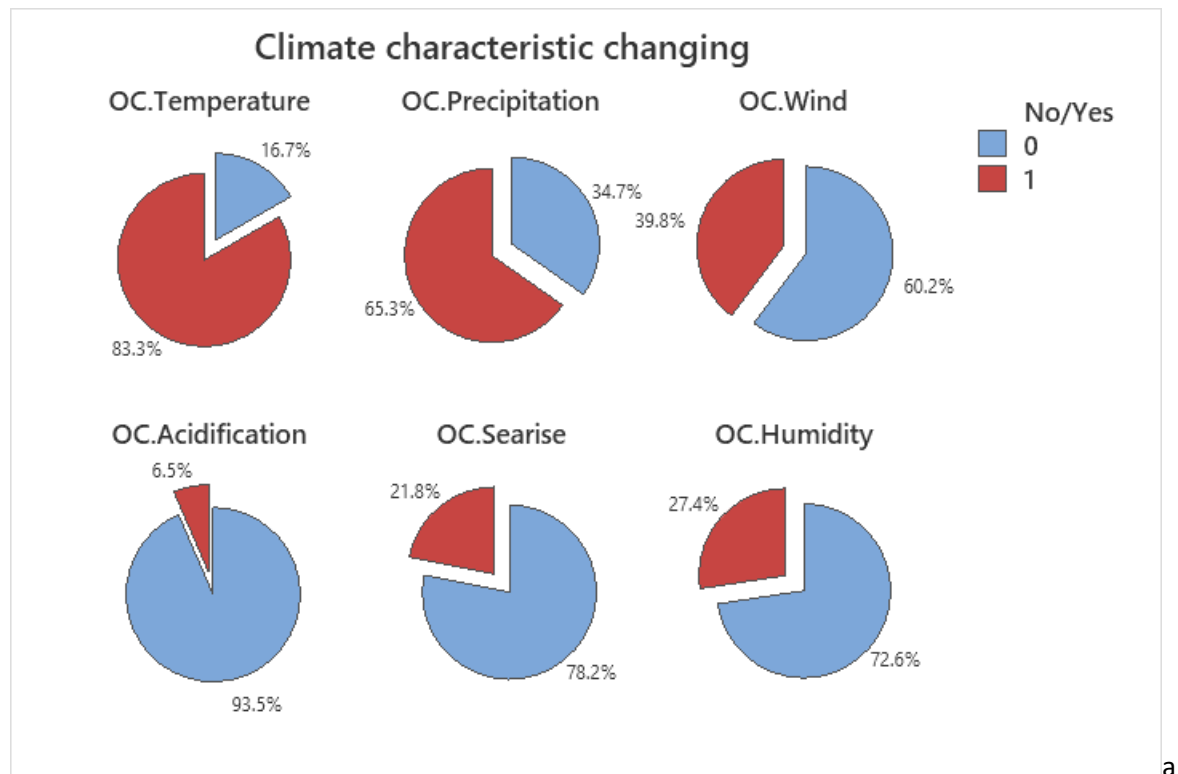 Climate characteristic changing
OC.Temperature
OC.Precipitation
OC.Wind
No/Yes
0
1
16.7%
83.3%
34.7%
65.3%
39.8%
60.2%
OC.Acidification
OC.Searise
OC.Humidity
6.5%
93.5%
21.8%
78.2%
27.4%
72.6%
a